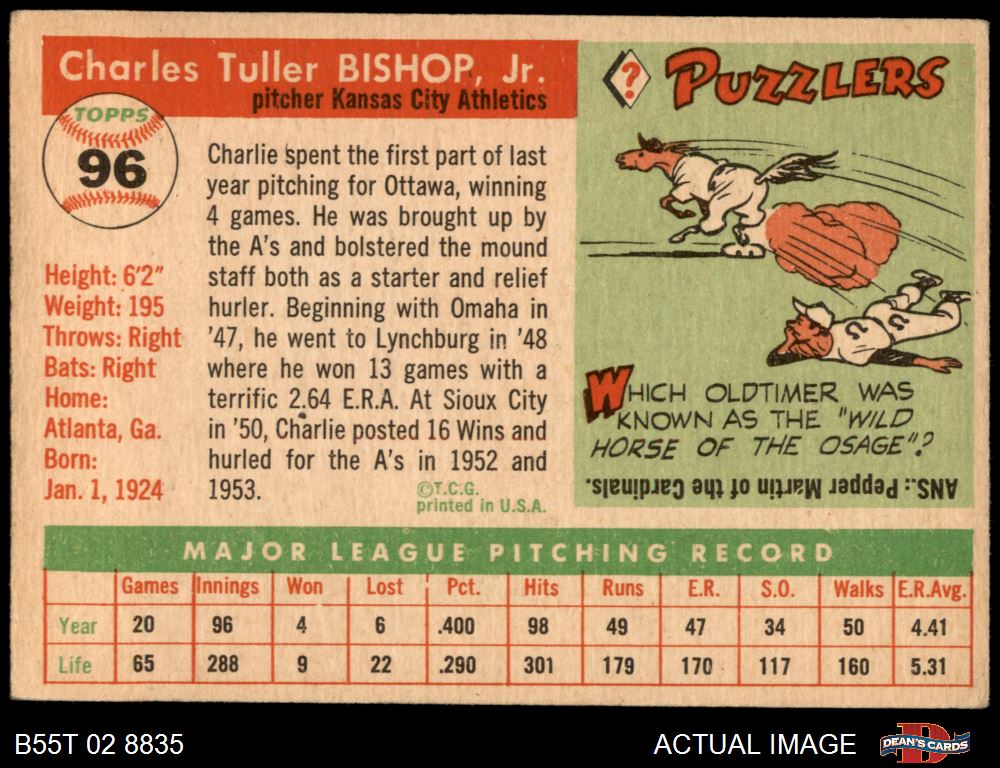 Charles Tuller BISHOP, Jr.
pitcher Kansas City Athletics
TOPPS
96
Height: 6'2"
Weight: 195
Throws: Right
Bats: Right
Home:
Atlanta, Ga.
Born:
Jan. 1, 1924
Charlie spent the first part of last
year pitching for Ottawa, winning
4 games. He was brought up by
the A's and bolstered the mound
staff both as a starter and relief
hurler. Beginning with Omaha in
'47, he went to Lynchburg in '48
where he won 13 games with a
terrific 2.64 E.R.A. At Sioux City
in '50, Charlie posted 16 Wins and
hurled for the A's in 1952 and
1953.
©T.C.G.
printed in U.S.A.
?
PUZZLERS
WHICH OLDTIMER WAS
KNOWN AS THE "WILD
HORSE OF THE OSAGE"?
ANS.: Pepper Martin of the Cardinals.
MAJOR LEAGUE PITCHING RECORD
Games Innings Won Lost Pct. Hits Runs E.R. S.O. Walks E.R.Avg.
Year 20 96 4 6 .400 98 49 47 34 50 4.41
Life 65 288 9 22 .290 301 179 170 117 160 5.31
B55T 02 8835
ACTUAL IMAGE
DEAN'S CARDS